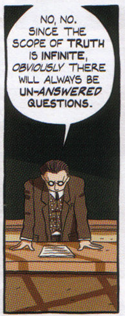 NO, NO.
SINCE THE
SCOPE OF TRUTH
IS INFINITE,
OBVIOUSLY THERE
WILL ALWAYS BE
UN-ANSWERED
QUESTIONS.